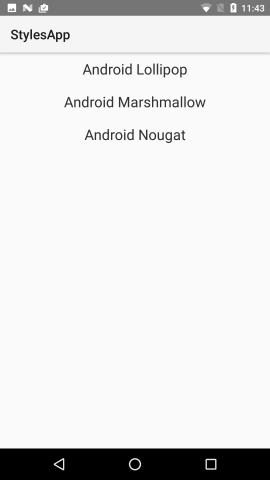 11:43
StylesApp
Android Lollipop
Android Marshmallow
Android Nougat